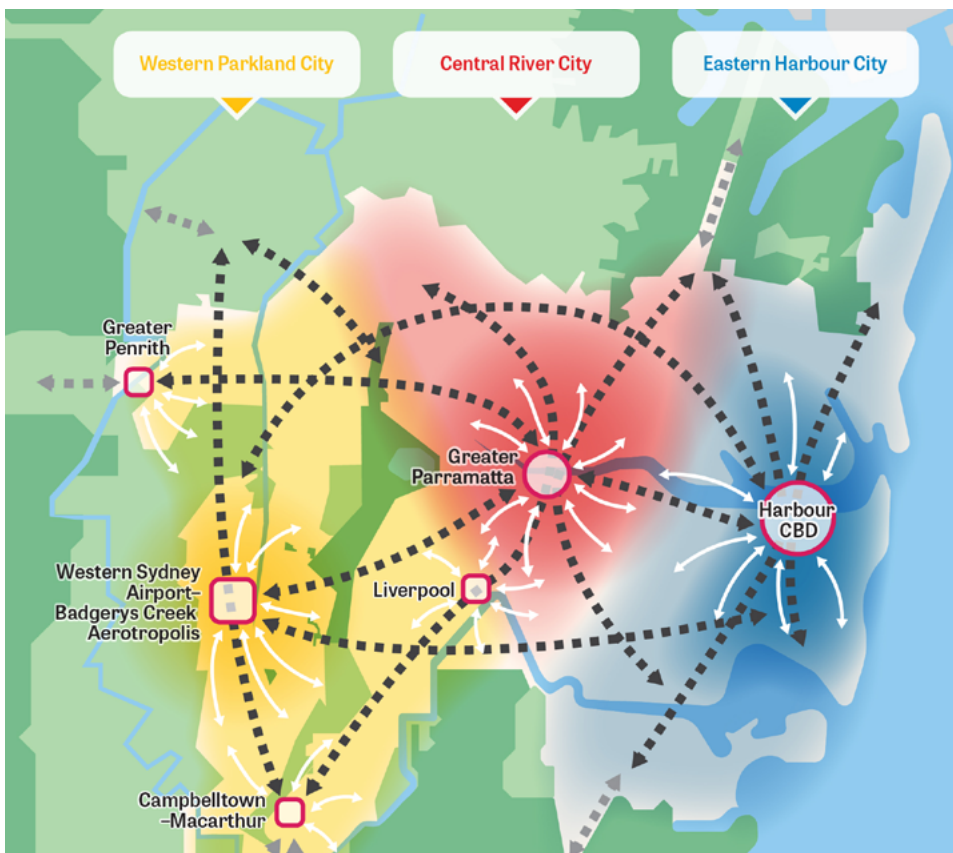 Western Parkland City
Central River City
Eastern Harbour City
Greater
Penrith
Greater
Parramatta
Harbour
CBD
Western Sydney
Airport–
Badgerys Creek
Aerotropolis
Liverpool
Campbelltown
–Macarthur